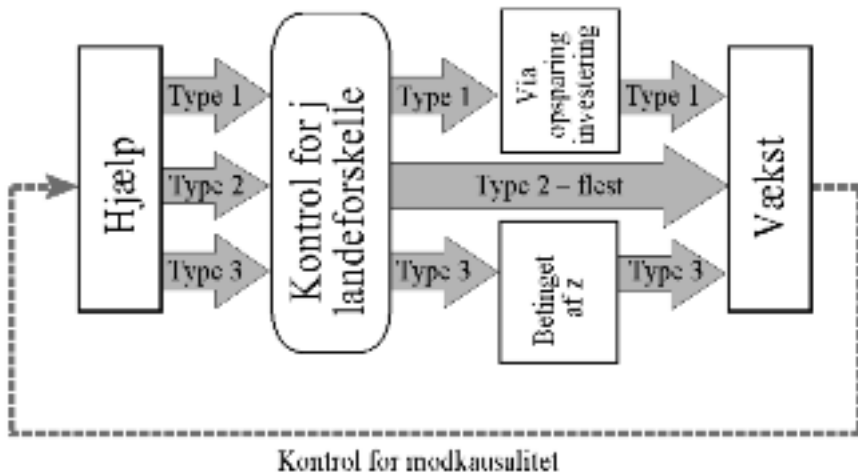 Hjælp
Type 1
Type 2
Type 3
Kontrol for j
landeforskelle
Type 1
Via
opsparing
investering
Type 1
Type 2 – flest
Type 3
Betinget
af z
Type 3
Vækst
Kontrol for modkausalitet